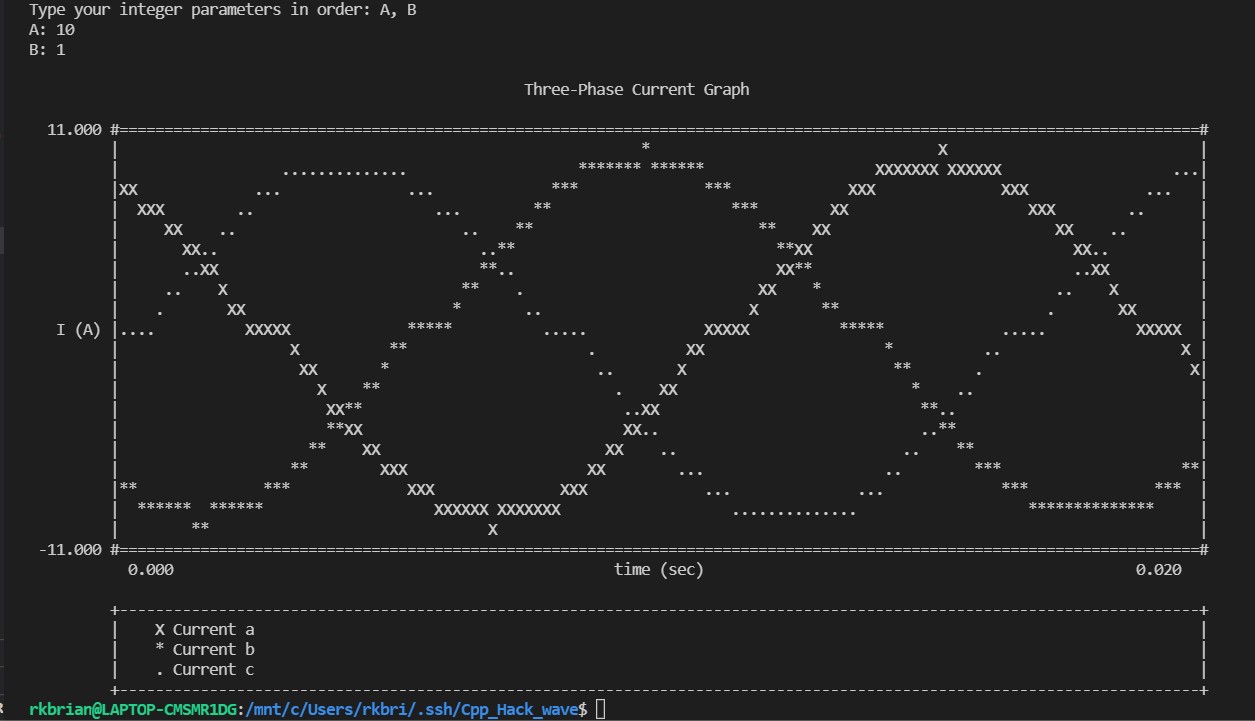 Type your integer parameters in order: A, B
A: 10
B: 1
Three-Phase Current Graph
11.000
I (A)
-11.000
0.000 time (sec) 0.020
X Current a
* Current b
. Current c
rkbrian@LAPTOP-CMSMR1DG:/mnt/c/Users/rkbri/.ssh/Cpp_Hack_wave$